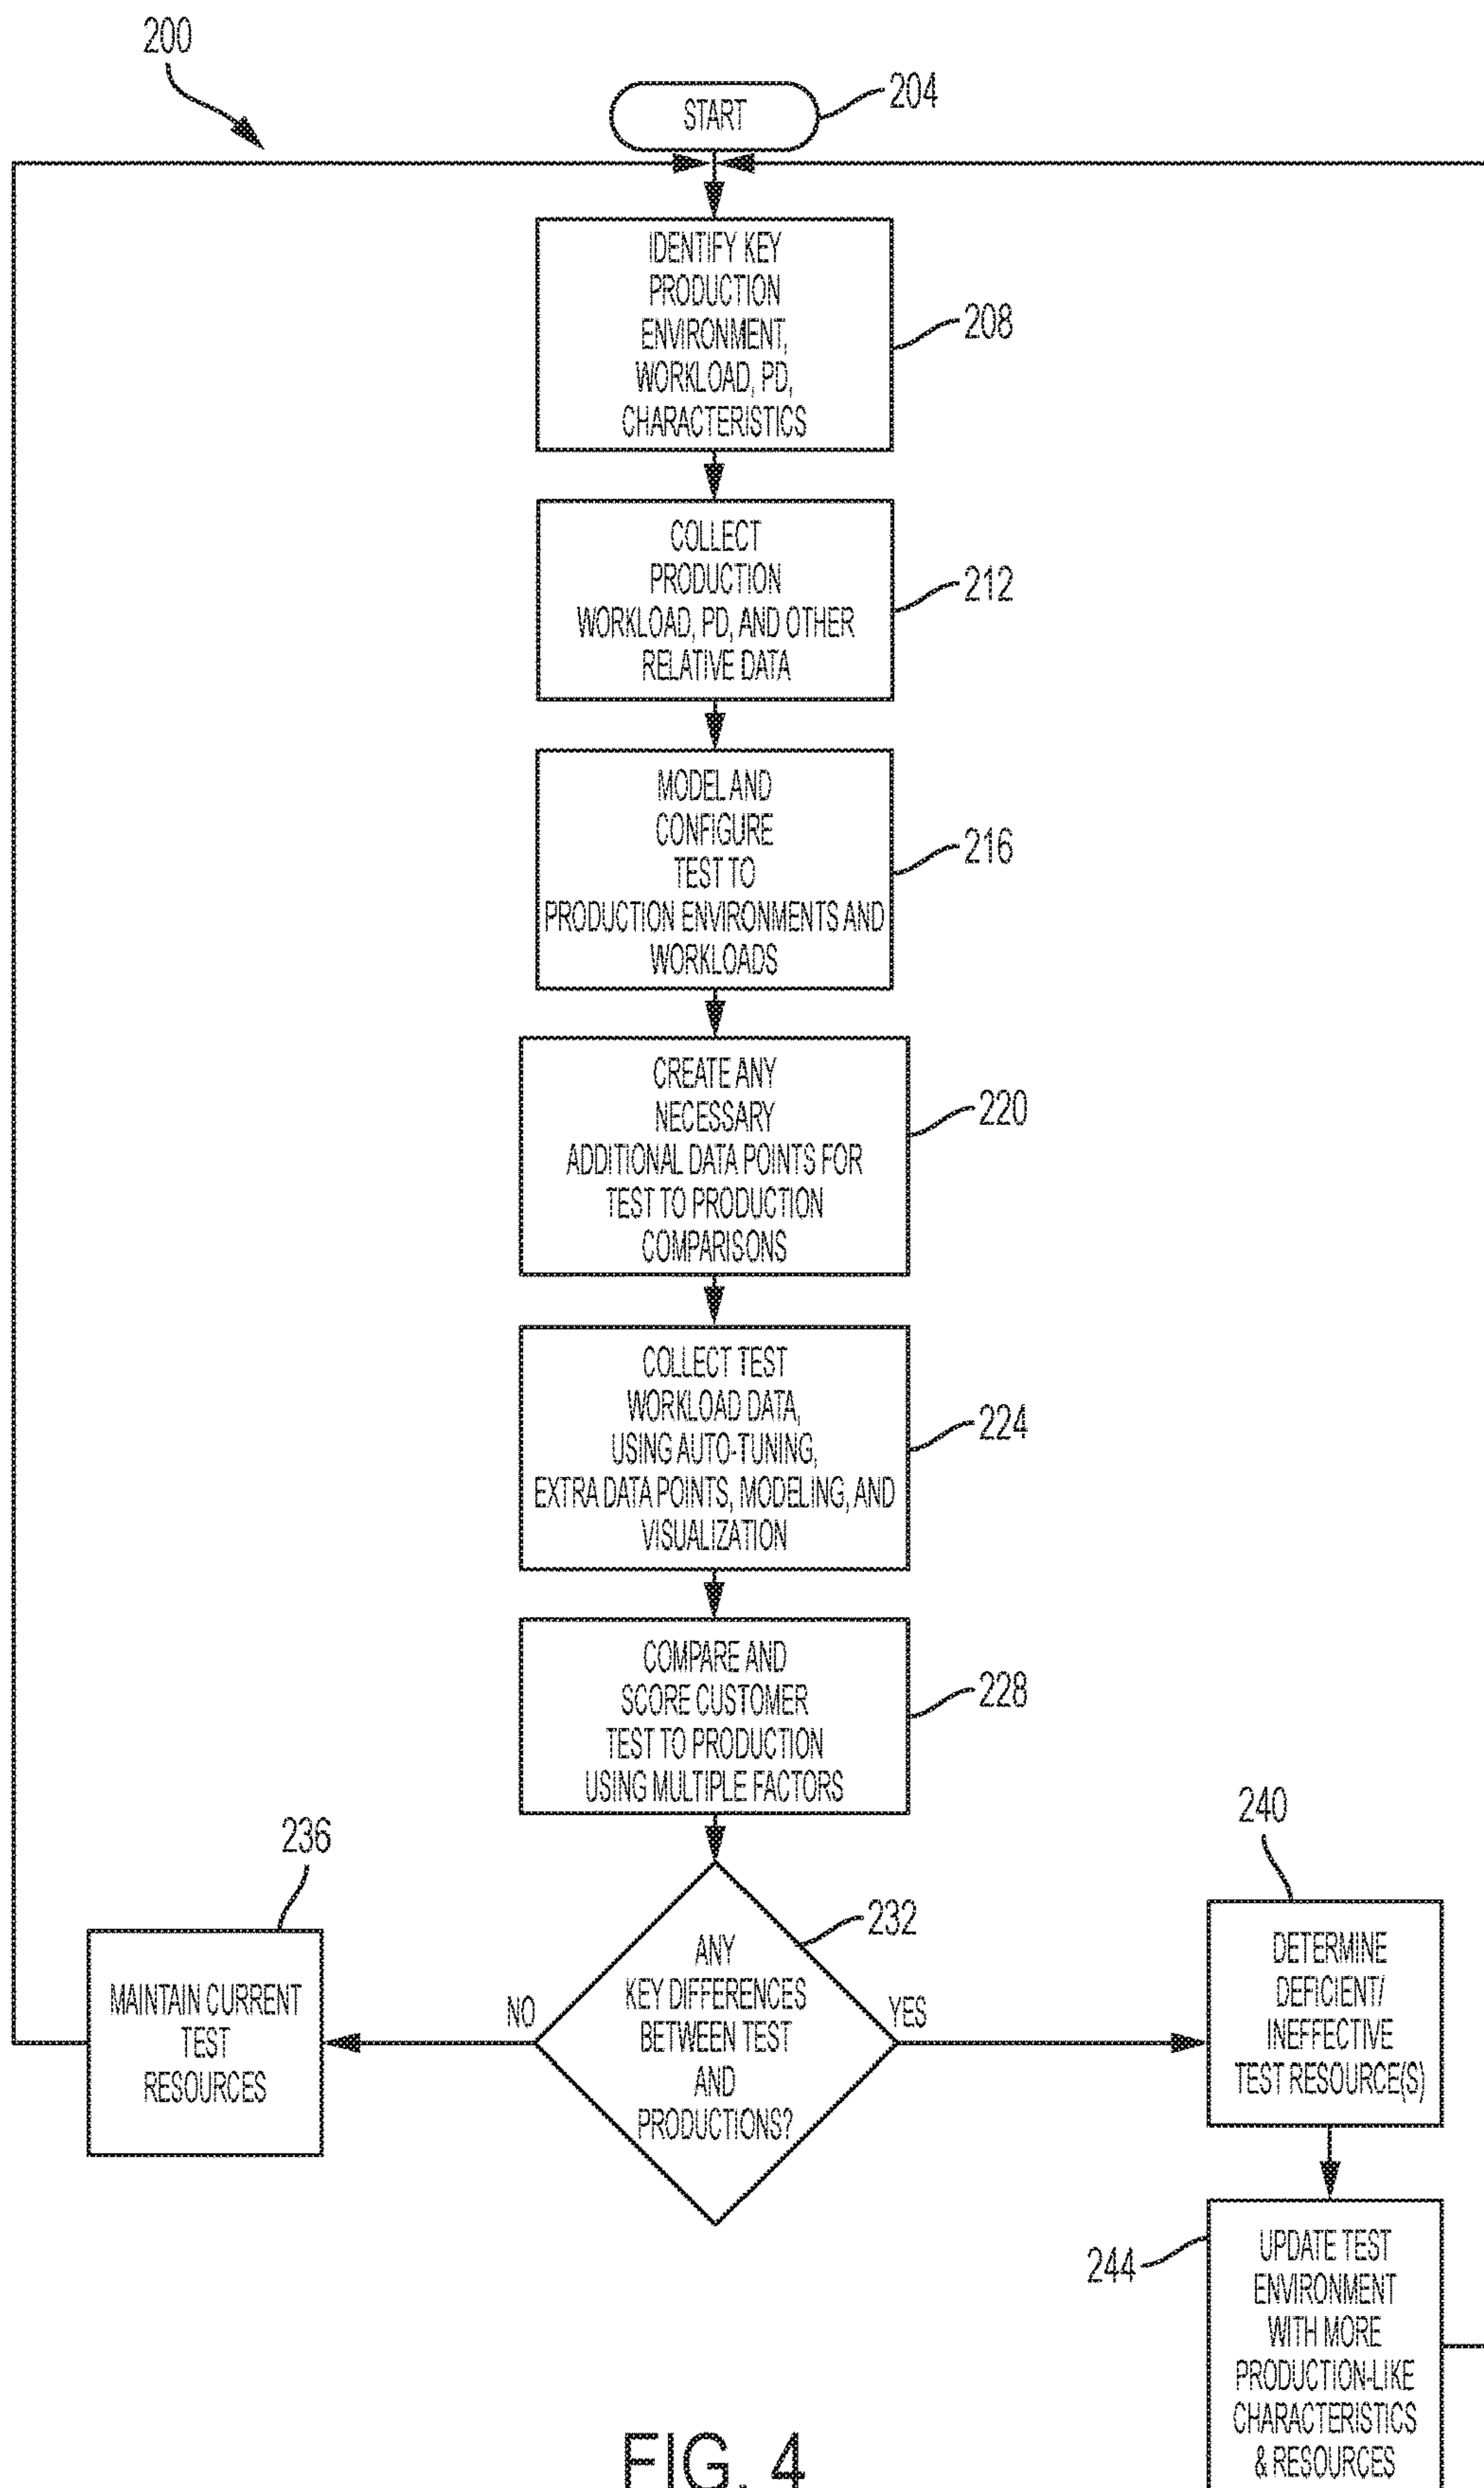 200
START
204
IDENTIFY KEY
PRODUCTION
ENVIRONMENT,
WORKLOAD, PD,
CHARACTERISTICS
208
COLLECT
PRODUCTION
WORKLOAD, PD, AND OTHER
RELATIVE DATA
212
MODEL AND
CONFIGURE
TEST TO
PRODUCTION ENVIRONMENTS AND
WORKLOADS
216
CREATE ANY
NECESSARY
ADDITIONAL DATA POINTS FOR
TEST TO PRODUCTION
COMPARISONS
220
COLLECT TEST
WORKLOAD DATA,
USING AUTO-TUNING,
EXTRA DATA POINTS, MODELING, AND
VISUALIZATION
224
COMPARE AND
SCORE CUSTOMER
TEST TO PRODUCTION
USING MULTIPLE FACTORS
228
ANY
KEY DIFFERENCES
BETWEEN TEST
AND
PRODUCTIONS?
232
NO
YES
236
MAINTAIN CURRENT
TEST
RESOURCES
240
DETERMINE
DEFICIENT/
INEFFECTIVE
TEST RESOURCE(S)
244
UPDATE TEST
ENVIRONMENT
WITH MORE
PRODUCTION-LIKE
CHARACTERISTICS
& RESOURCES
FIG. 4